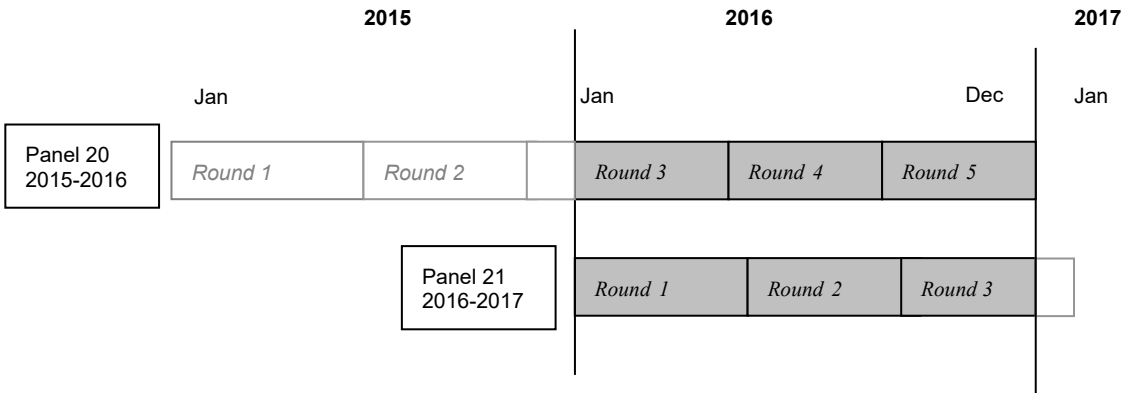 2015 2016 2017
Jan Jan Dec Jan
Panel 20
2015-2016
Round 1 Round 2 Round 3 Round 4 Round 5
Panel 21
2016-2017
Round 1 Round 2 Round 3